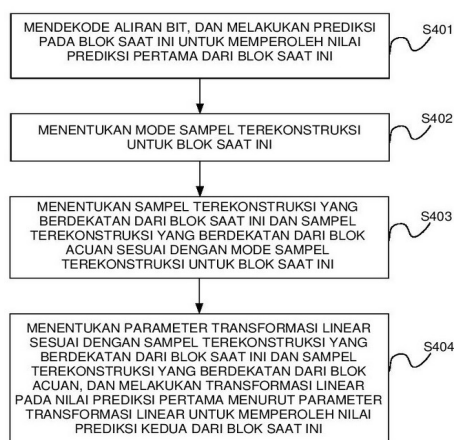 MENDEKODE ALIRAN BIT, DAN MELAKUKAN PREDIKSI
PADA BLOK SAAT INI UNTUK MEMPEROLEH NILAI
PREDIKSI PERTAMA DARI BLOK SAAT INI
S401
MENENTUKAN MODE SAMPEL TEREKONSTRUKSI
UNTUK BLOK SAAT INI
S402
MENENTUKAN SAMPEL TEREKONSTRUKSI YANG
BERDEKATAN DARI BLOK SAAT INI DAN SAMPEL
TEREKONSTRUKSI YANG BERDEKATAN DARI BLOK
ACUAN SESUAI DENGAN MODE SAMPEL
TEREKONSTRUKSI UNTUK BLOK SAAT INI
S403
MENENTUKAN PARAMETER TRANSFORMASI LINEAR
SESUAI DENGAN SAMPEL TEREKONSTRUKSI YANG
BERDEKATAN DARI BLOK SAAT INI DAN SAMPEL
TEREKONSTRUKSI YANG BERDEKATAN DARI BLOK
ACUAN, DAN MELAKUKAN TRANSFORMASI LINEAR
PADA NILAI PREDIKSI PERTAMA MENURUT PARAMETER
TRANSFORMASI LINEAR UNTUK MEMPEROLEH NILAI
PREDIKSI KEDUA DARI BLOK SAAT INI
S404